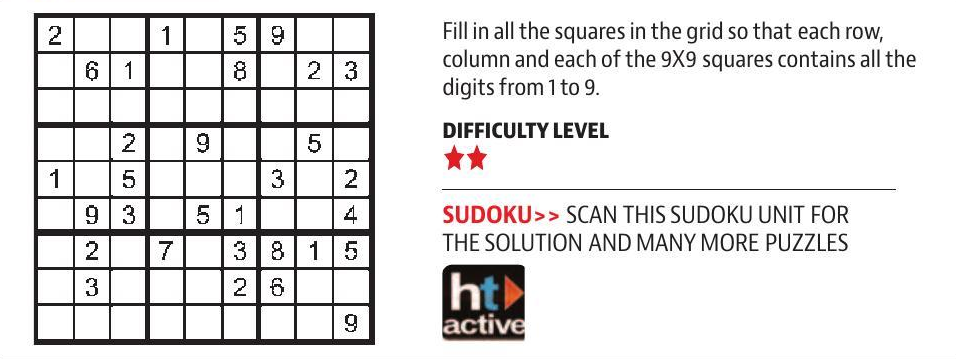 2 1 5 9
6 1 8 2 3
2 9 5
1 5 3 2
9 3 5 1 4
2 7 3 8 1 5
3 2 6
9
Fill in all the squares in the grid so that each row,
column and each of the 9X9 squares contains all the
digits from 1 to 9.
DIFFICULTY LEVEL
SUDOKU>> SCAN THIS SUDOKU UNIT FOR
THE SOLUTION AND MANY MORE PUZZLES
ht
active